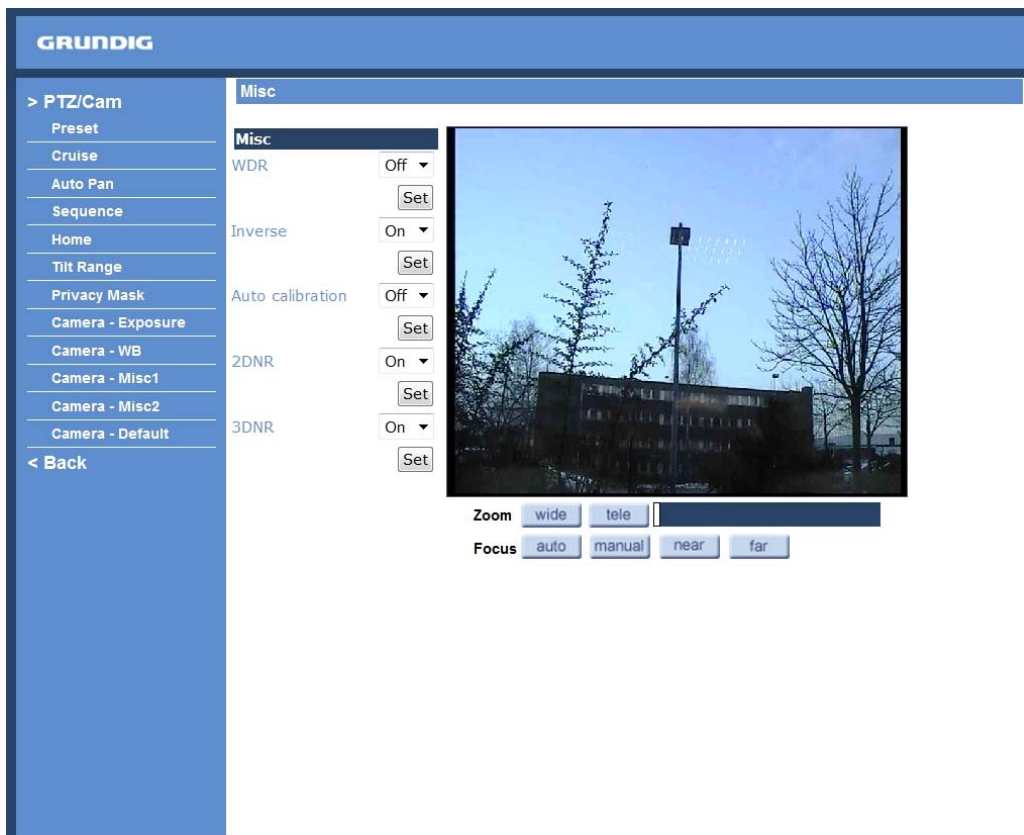 GRUNDIG
> PTZ/Cam
Preset
Cruise
Auto Pan
Sequence
Home
Tilt Range
Privacy Mask
Camera - Exposure
Camera - WB
Camera - Misc1
Camera - Misc2
Camera - Default
< Back
Misc
Misc
WDR Off
Set
Inverse On
Set
Auto calibration Off
Set
2DNR On
Set
3DNR On
Set
Zoom wide tele
Focus auto manual near far